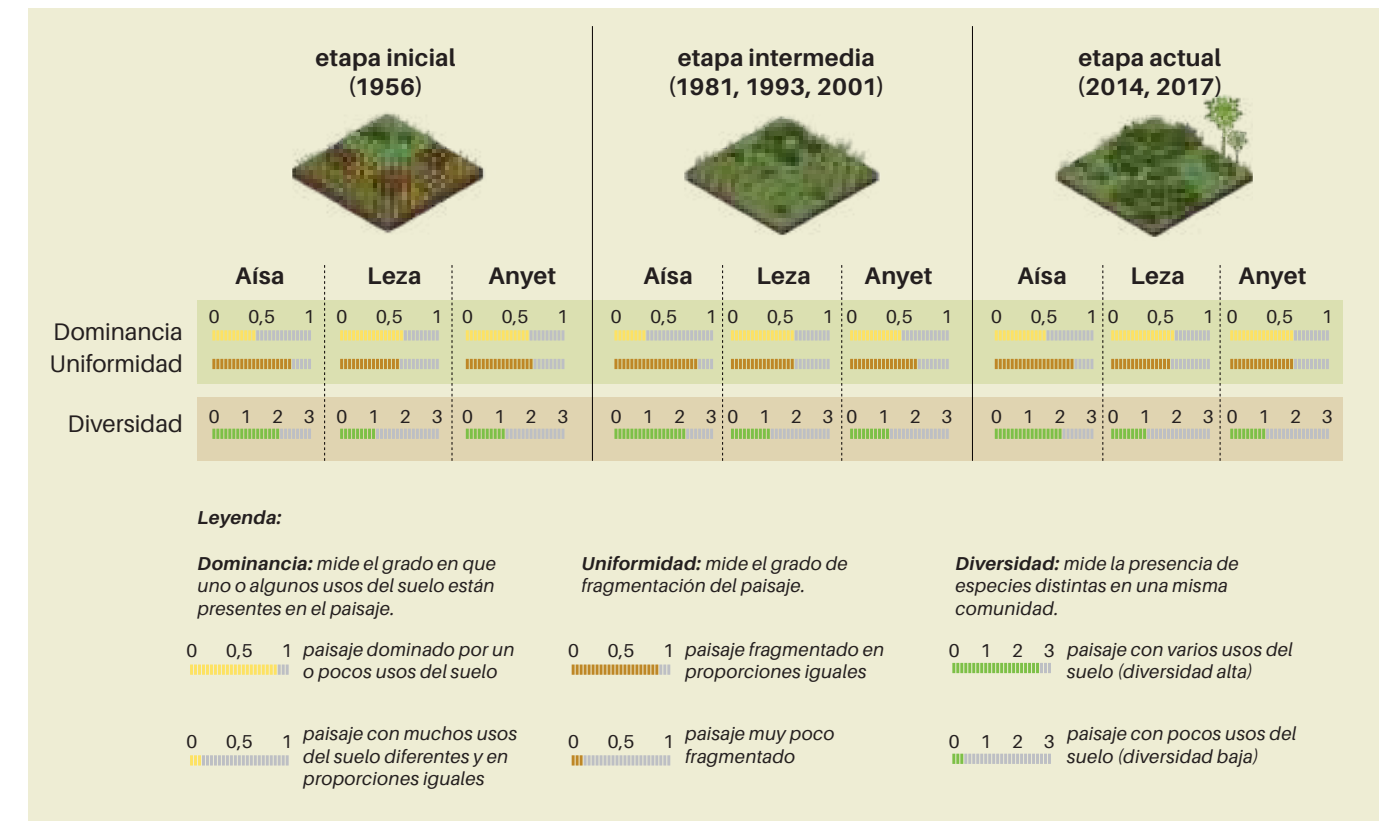 etapa inicial
(1956)
etapa intermedia
(1981, 1993, 2001)
etapa actual
(2014, 2017)
Aísa Leza Anyet Aísa Leza Anyet Aísa Leza Anyet
Dominancia 0 0,5 1 0 0,5 1 0 0,5 1 0 0,5 1 0 0,5 1 0 0,5 1 0 0,5 1 0 0,5 1 0 0,5 1
Uniformidad
Diversidad 0 1 2 3 0 1 2 3 0 1 2 3 0 1 2 3 0 1 2 3 0 1 2 3 0 1 2 3 0 1 2 3 0 1 2 3
Leyenda:
Dominancia: mide el grado en que
uno o algunos usos del suelo están
presentes en el paisaje.
0 0,5 1 paisaje dominado por un
o pocos usos del suelo
0 0,5 1 paisaje con muchos usos
del suelo diferentes y en
proporciones iguales
Uniformidad: mide el grado de
fragmentación del paisaje.
0 0,5 1 paisaje fragmentado en
proporciones iguales
0 0,5 1 paisaje muy poco
fragmentado
Diversidad: mide la presencia de
especies distintas en una misma
comunidad.
0 1 2 3 paisaje con varios usos del
suelo (diversidad alta)
0 1 2 3 paisaje con pocos usos del
suelo (diversidad baja)